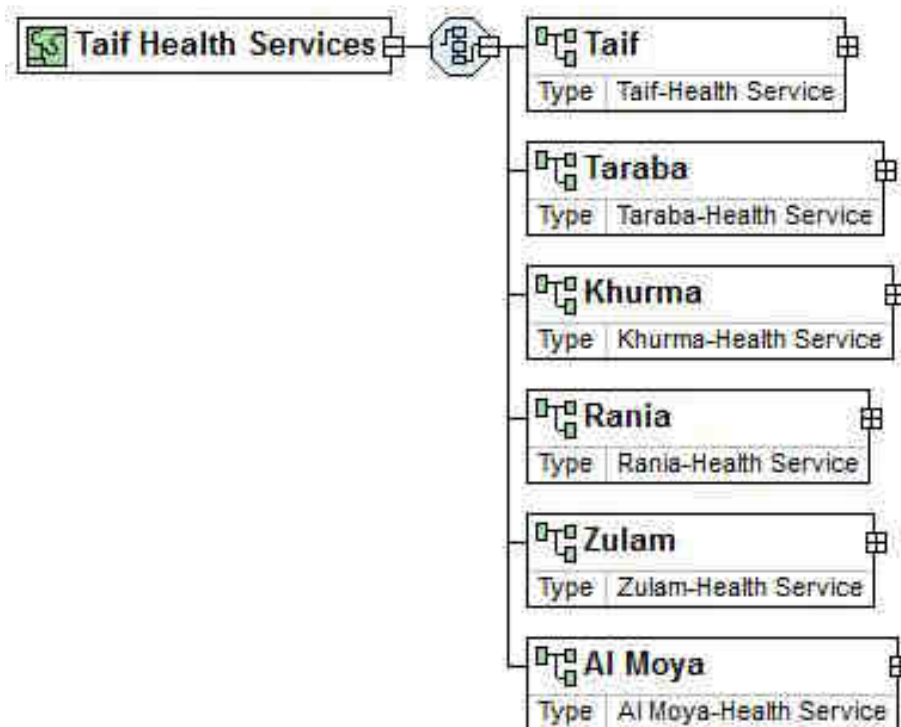 Taif Health Services
Taif
Type Taif-Health Service
Taraba
Type Taraba-Health Service
Khurma
Type Khurma-Health Service
Rania
Type Rania-Health Service
Zulam
Type Zulam-Health Service
Al Moya
Type Al Moya-Health Service